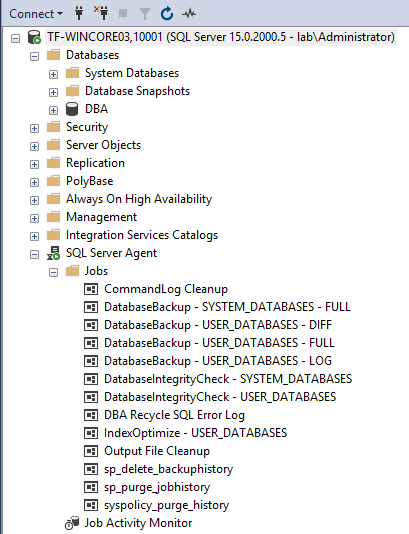 Connect
TF-WINCORE03,10001 (SQL Server 15.0.2000.5 - lab\Administrator)
Databases
System Databases
Database Snapshots
DBA
Security
Server Objects
Replication
PolyBase
Always On High Availability
Management
Integration Services Catalogs
SQL Server Agent
Jobs
CommandLog Cleanup
DatabaseBackup - SYSTEM_DATABASES - FULL
DatabaseBackup - USER_DATABASES - DIFF
DatabaseBackup - USER_DATABASES - FULL
DatabaseBackup - USER_DATABASES - LOG
DatabaseIntegrityCheck - SYSTEM_DATABASES
DatabaseIntegrityCheck - USER_DATABASES
DBA Recycle SQL Error Log
IndexOptimize - USER_DATABASES
Output File Cleanup
sp_delete_backuphistory
sp_purge_jobhistory
syspolicy_purge_history
Job Activity Monitor